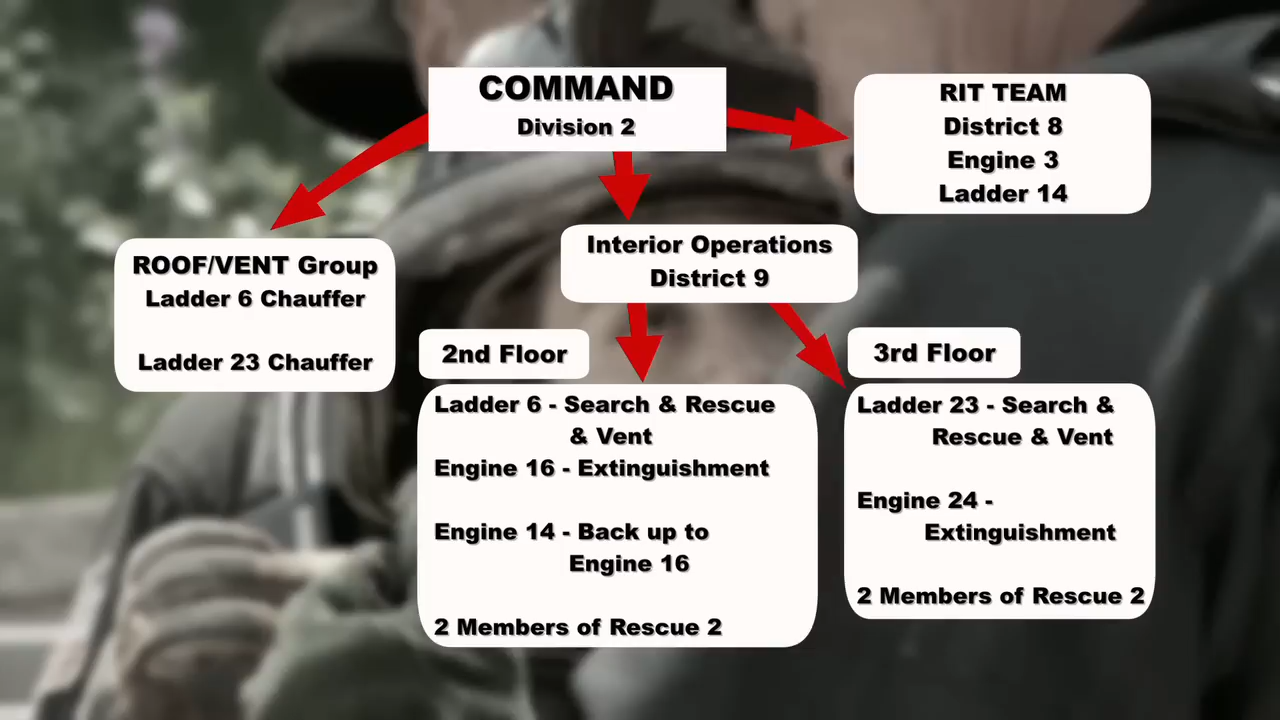 COMMAND
Division 2
RIT TEAM
District 8
Engine 3
Ladder 14
ROOF/VENT Group
Ladder 6 Chauffer
Ladder 23 Chauffer
Interior Operations
District 9
2nd Floor
Ladder 6 - Search & Rescue
& Vent
Engine 16 - Extinguishment
Engine 14 - Back up to
Engine 16
2 Members of Rescue 2
3rd Floor
Ladder 23 - Search &
Rescue & Vent
Engine 24 -
Extinguishment
2 Members of Rescue 2